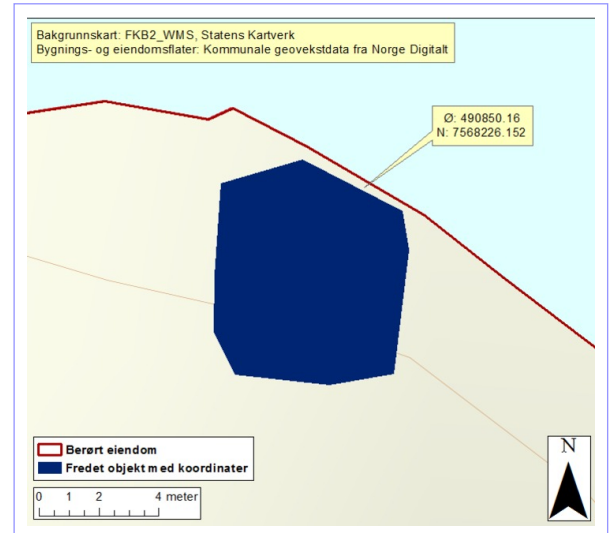 Bakgrunnskart: FKB2_WMS, Statens Kartverk
Bygnings- og eiendomsflater: Kommunale geovekstdata fra Norge Digitalt
Ø: 490850.16
N: 7568226.152
Berørt eiendom
Fredet objekt med koordinater
0 1 2 4 meter
N